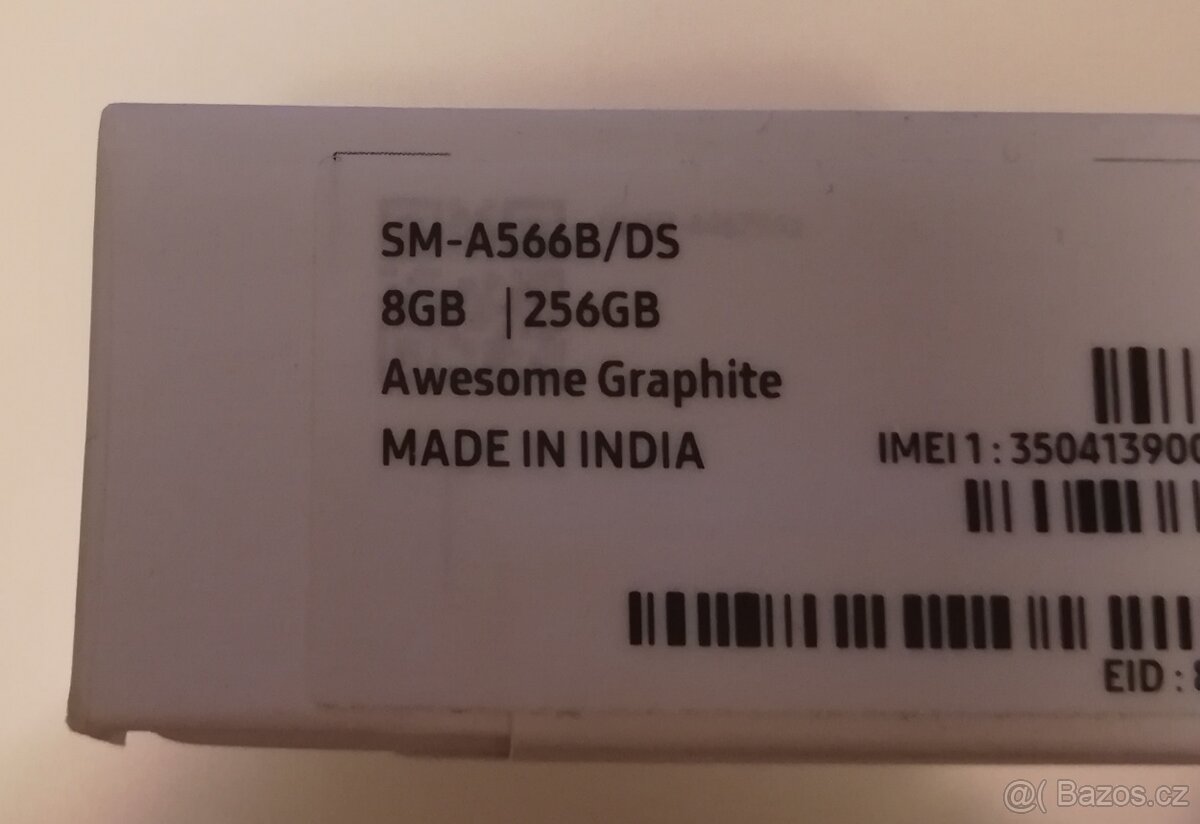 SM-A566B/DS
8GB | 256GB
Awesome Graphite
MADE IN INDIA
IMEI 1 : 35041390
EID :
@( Bazos.cz